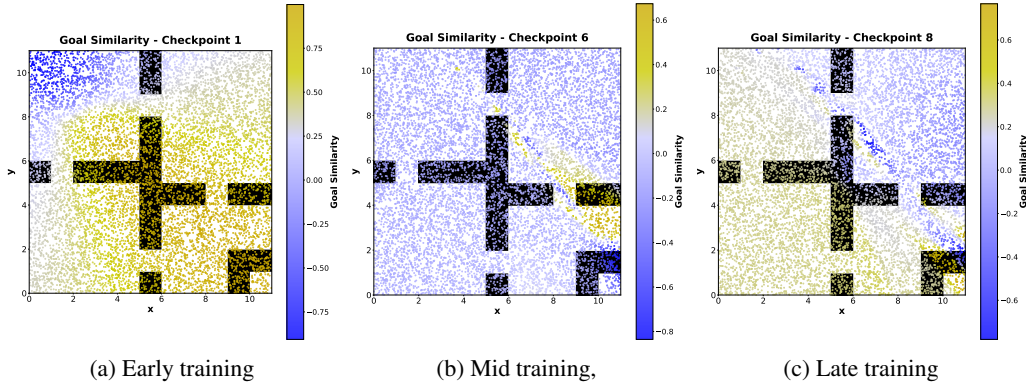 Goal Similarity - Checkpoint 1
10
8
6
4
2
0
y
0 2 4 6 8 10
x
0.75
0.50
0.25
0.00
−0.25
−0.50
−0.75
Goal Similarity
(a) Early training
Goal Similarity - Checkpoint 6
10
8
6
4
2
0
y
0 2 4 6 8 10
x
0.6
0.4
0.2
0.0
−0.2
−0.4
−0.6
−0.8
Goal Similarity
(b) Mid training,
Goal Similarity - Checkpoint 8
10
8
6
4
2
0
y
0 2 4 6 8 10
x
0.6
0.4
0.2
0.0
−0.2
−0.4
−0.6
Goal Similarity
(c) Late training